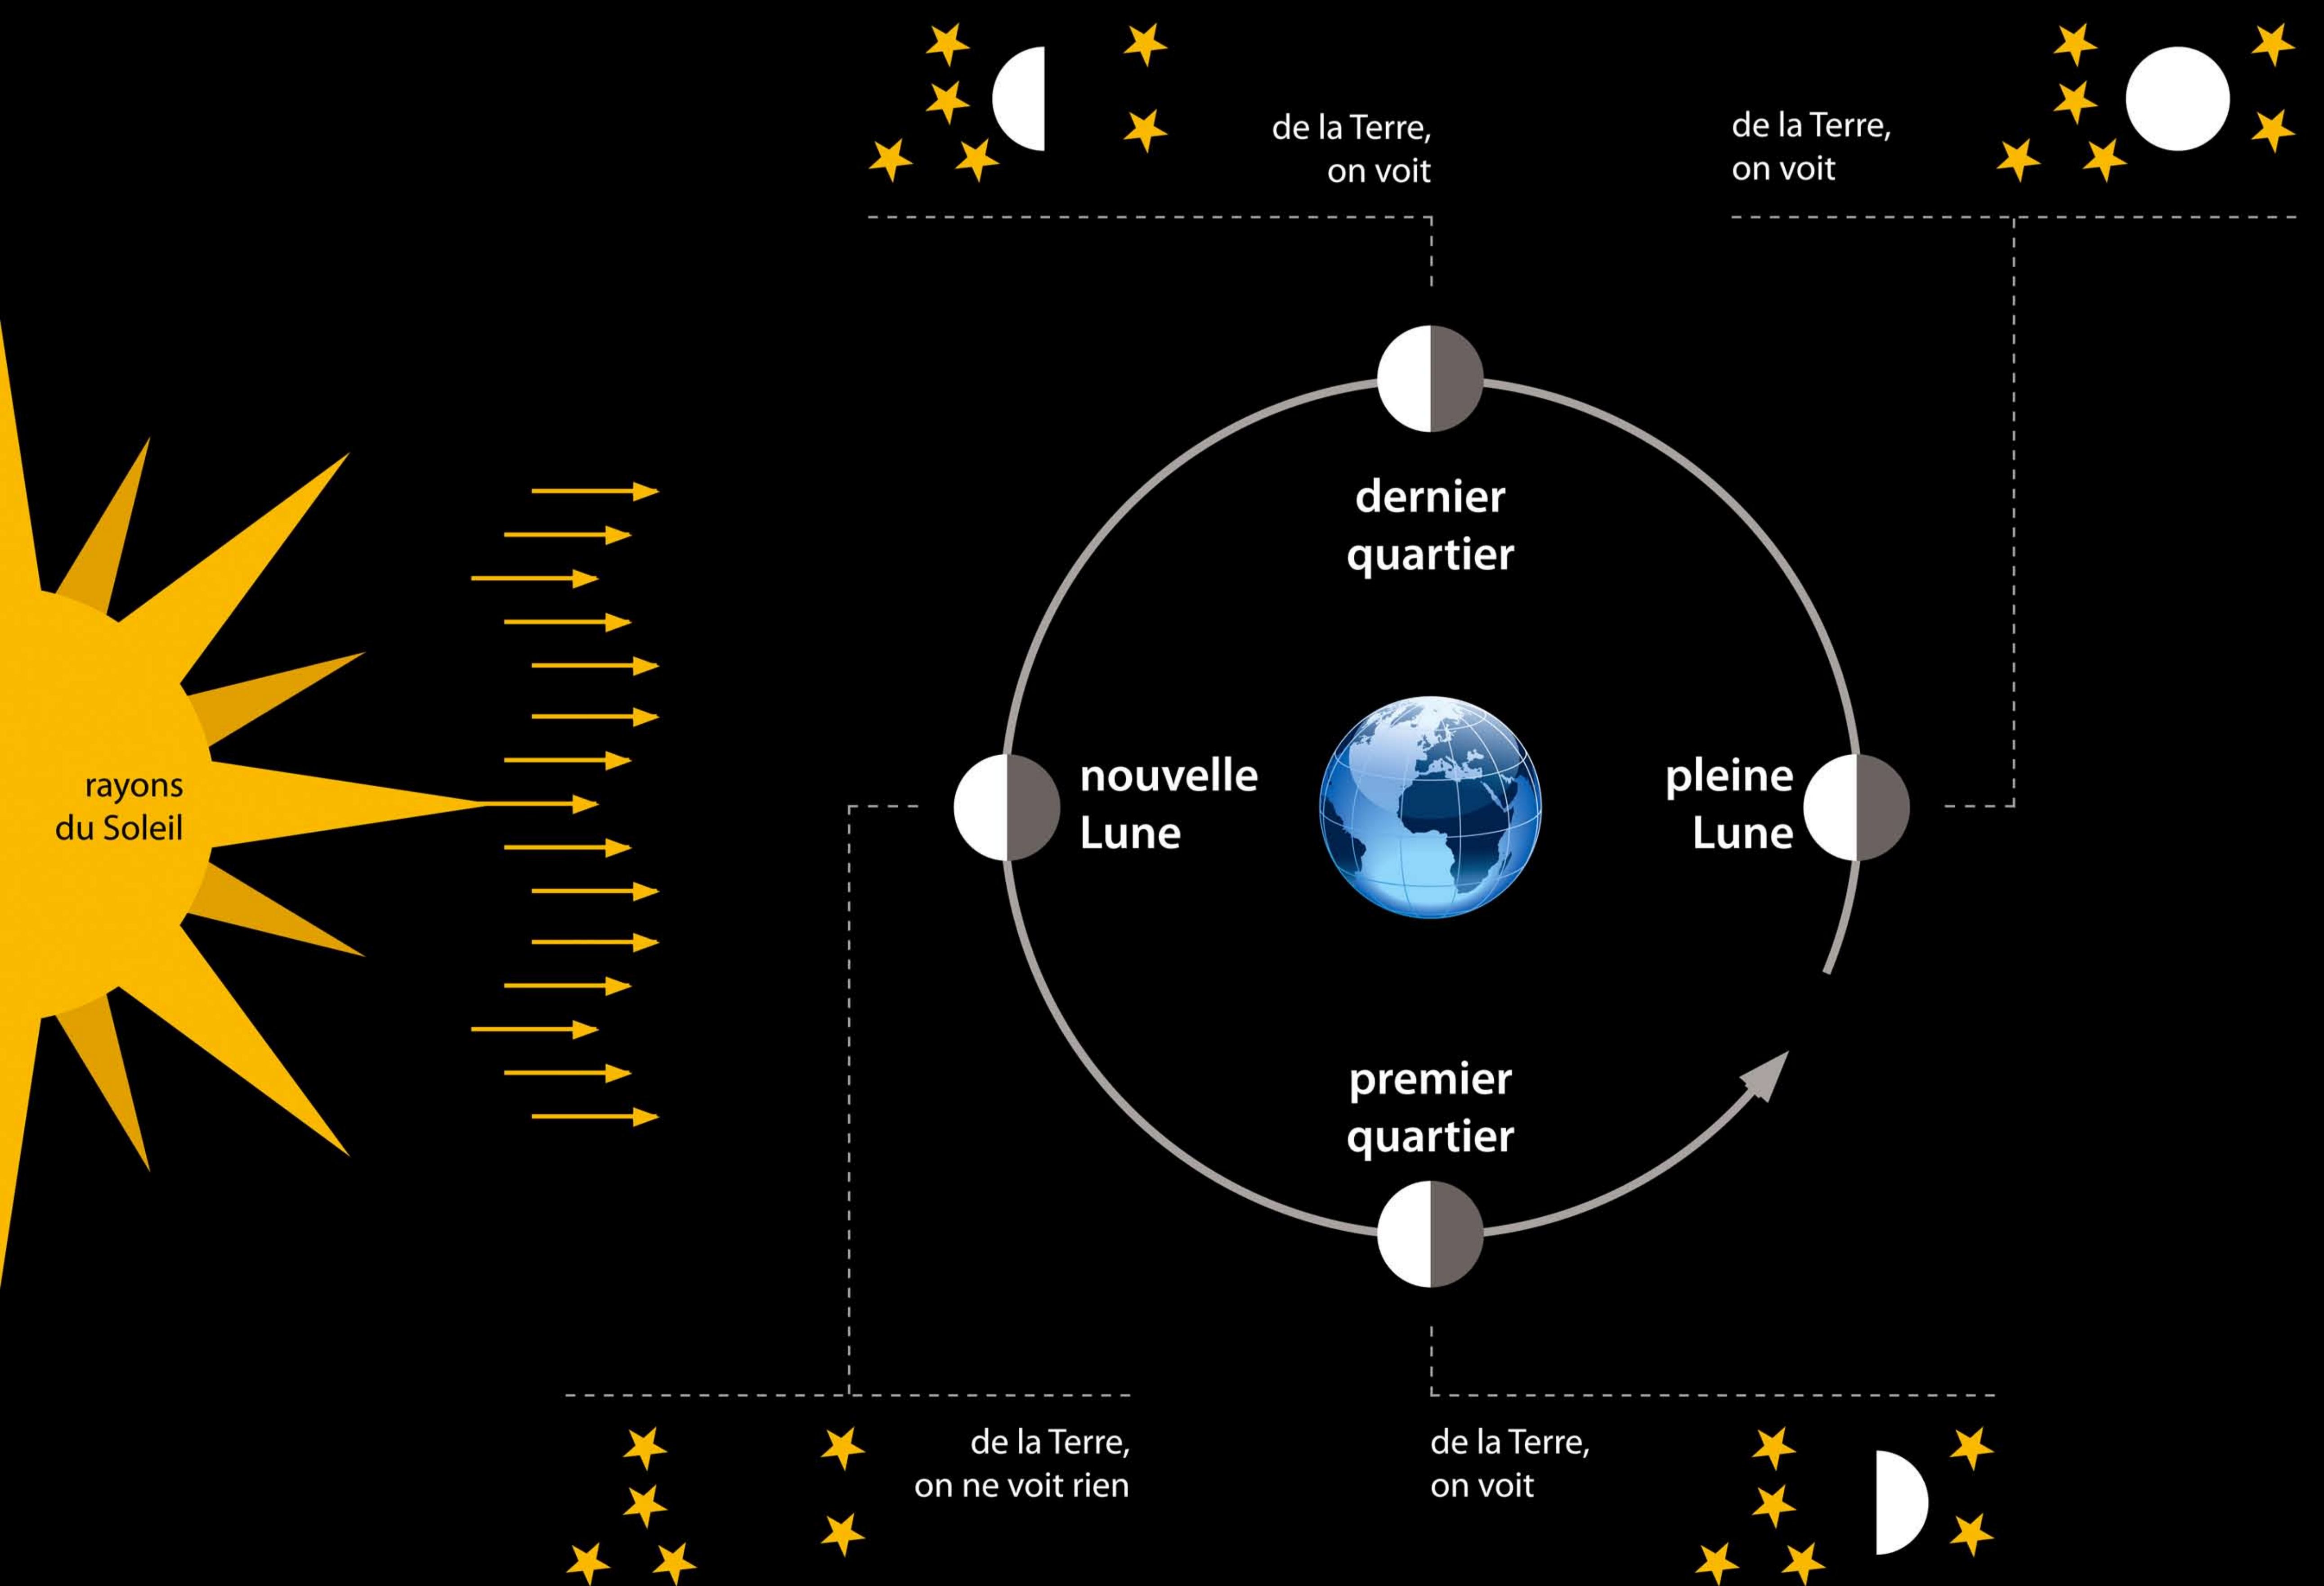 de la Terre,
on voit
de la Terre,
on voit
dernier
quartier
rayons
du Soleil
nouvelle
Lune
pleine
Lune
premier
quartier
de la Terre,
on ne voit rien
de la Terre,
on voit